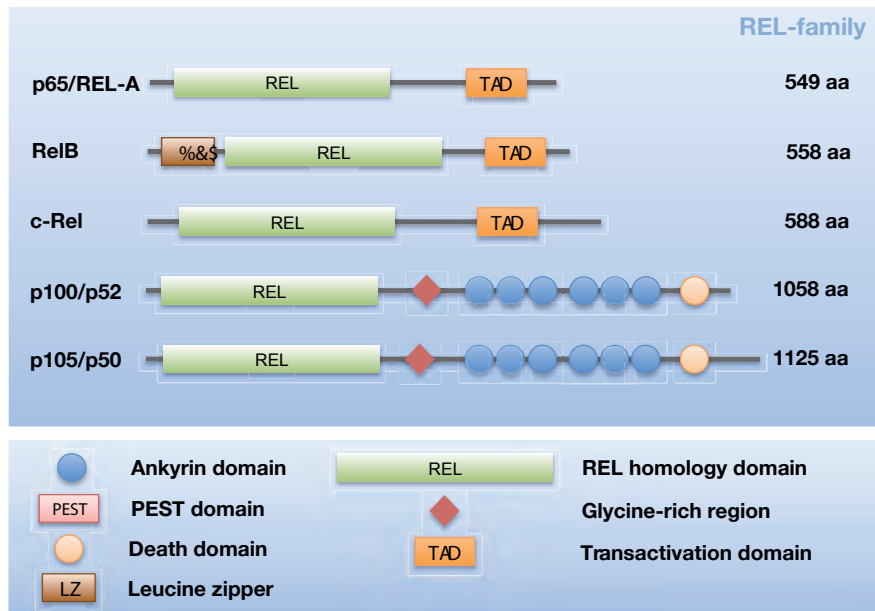 REL-family
p65/REL-A REL TAD 549 aa
RelB %&$ REL TAD 558 aa
c-Rel REL TAD 588 aa
p100/p52 REL 1058 aa
p105/p50 REL 1125 aa
Ankyrin domain REL REL homology domain
PEST PEST domain Glycine-rich region
Death domain TAD Transactivation domain
LZ Leucine zipper